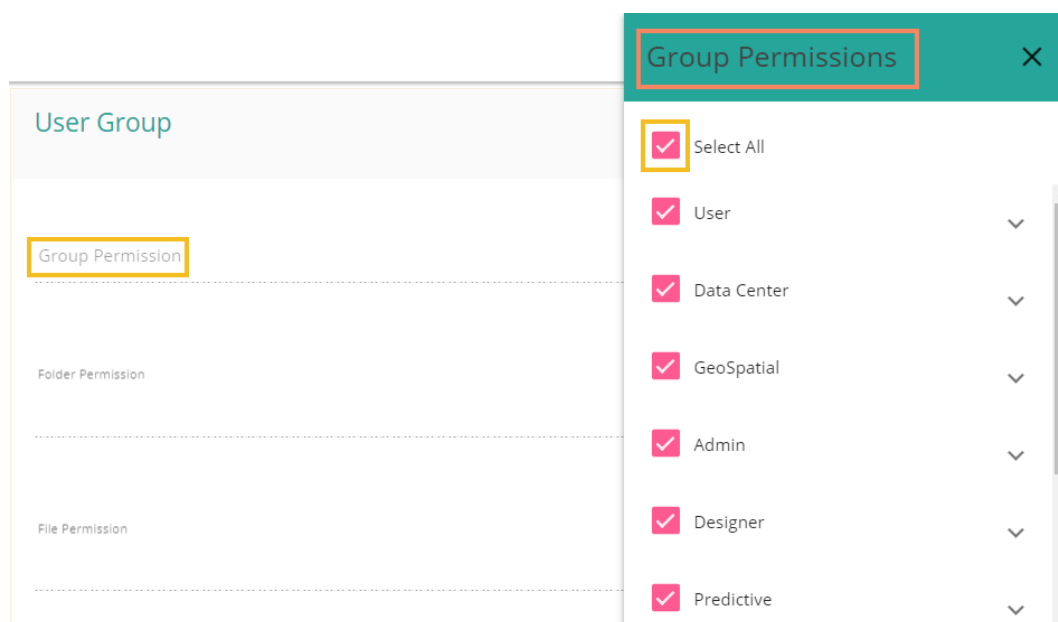 User Group
Group Permission
Folder Permission
File Permission
Group Permissions
Select All
User
Data Center
GeoSpatial
Admin
Designer
Predictive